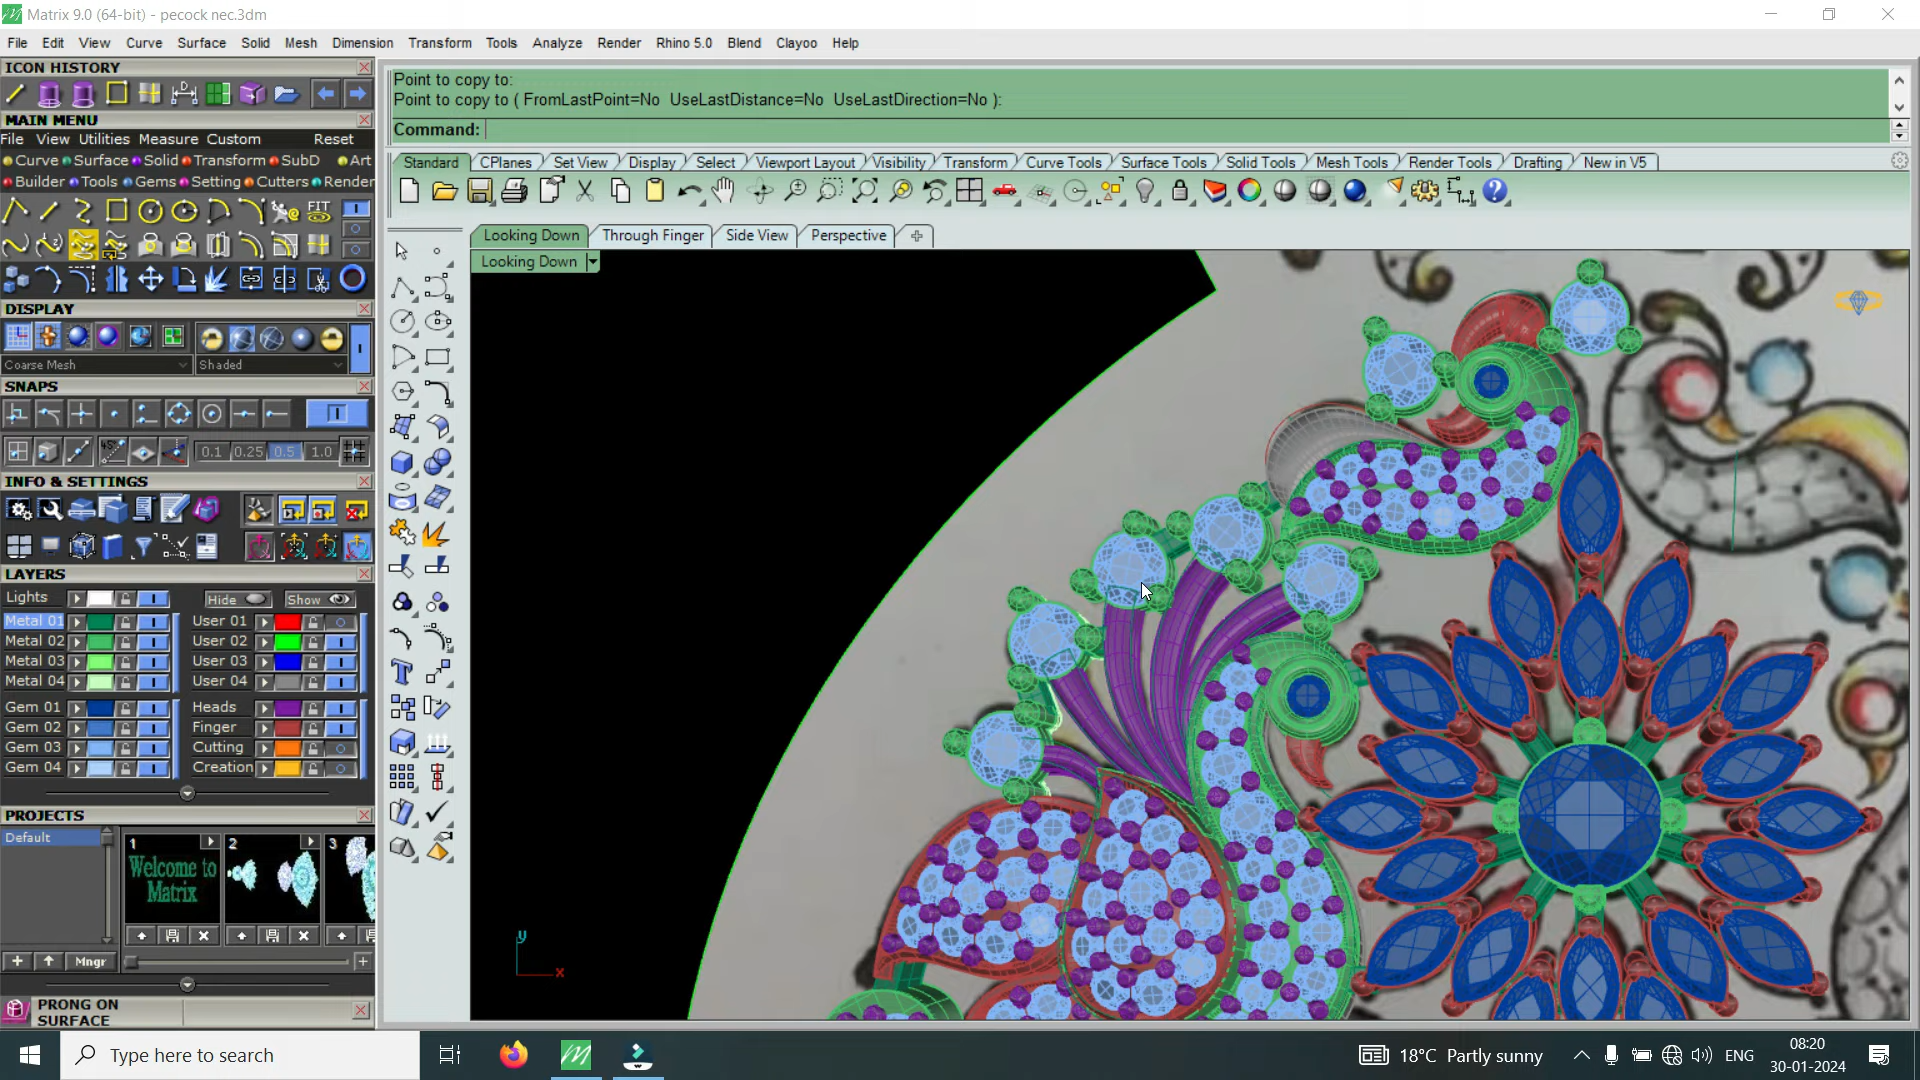 Matrix 9.0 (64-bit) - pecock nec.3dm
File Edit View Curve Surface Solid Mesh Dimension Transform Tools Analyze Render Rhino 5.0 Blend Clayoo Help
ICON HISTORY
Point to copy to:
Point to copy to ( FromLastPoint=No UseLastDistance=No UseLastDirection=No ):
Command:
MAIN MENU
File View Utilities Measure Custom Reset
Curve Surface Solid Transform SubD Art
Builder Tools Gems Setting Cutters Render
Standard CPlanes Set View Display Select Viewport Layout Visibility Transform Curve Tools Surface Tools Solid Tools Mesh Tools Render Tools Drafting New in V5
FIT
Looking Down Through Finger Side View Perspective
Looking Down
DISPLAY
Coarse Mesh Shaded
SNAPS
45°
0.1 0.25 0.5 1.0
INFO & SETTINGS
LAYERS
Lights Hide Show
Metal 01 User 01
Metal 02 User 02
Metal 03 User 03
Metal 04 User 04
Gem 01 Heads
Gem 02 Finger
Gem 03 Cutting
Gem 04 Creation
PROJECTS
Default
1 2 3
Welcome to
Matrix
Mngr
PRONG ON
SURFACE
y
x
Type here to search
18°C Partly sunny
ENG
08:20
30-01-2024